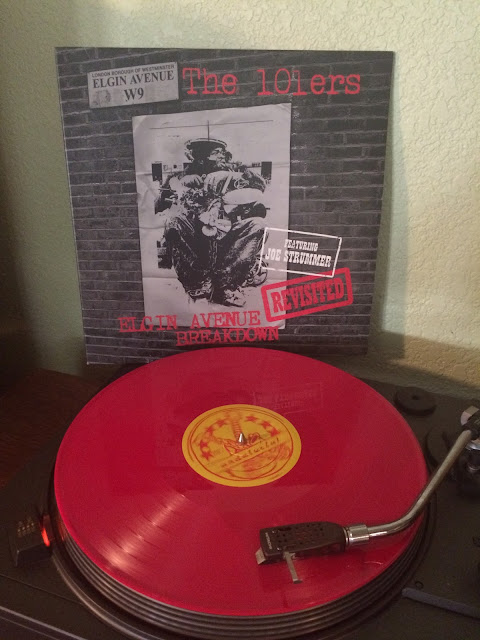 LONDON BOROUGH OF WESTMINSTER
ELGIN AVENUE
W9
The 101ers
FEATURING
JOE STRUMMER
REVISITED
ELGIN AVENUE
BREAKDOWN